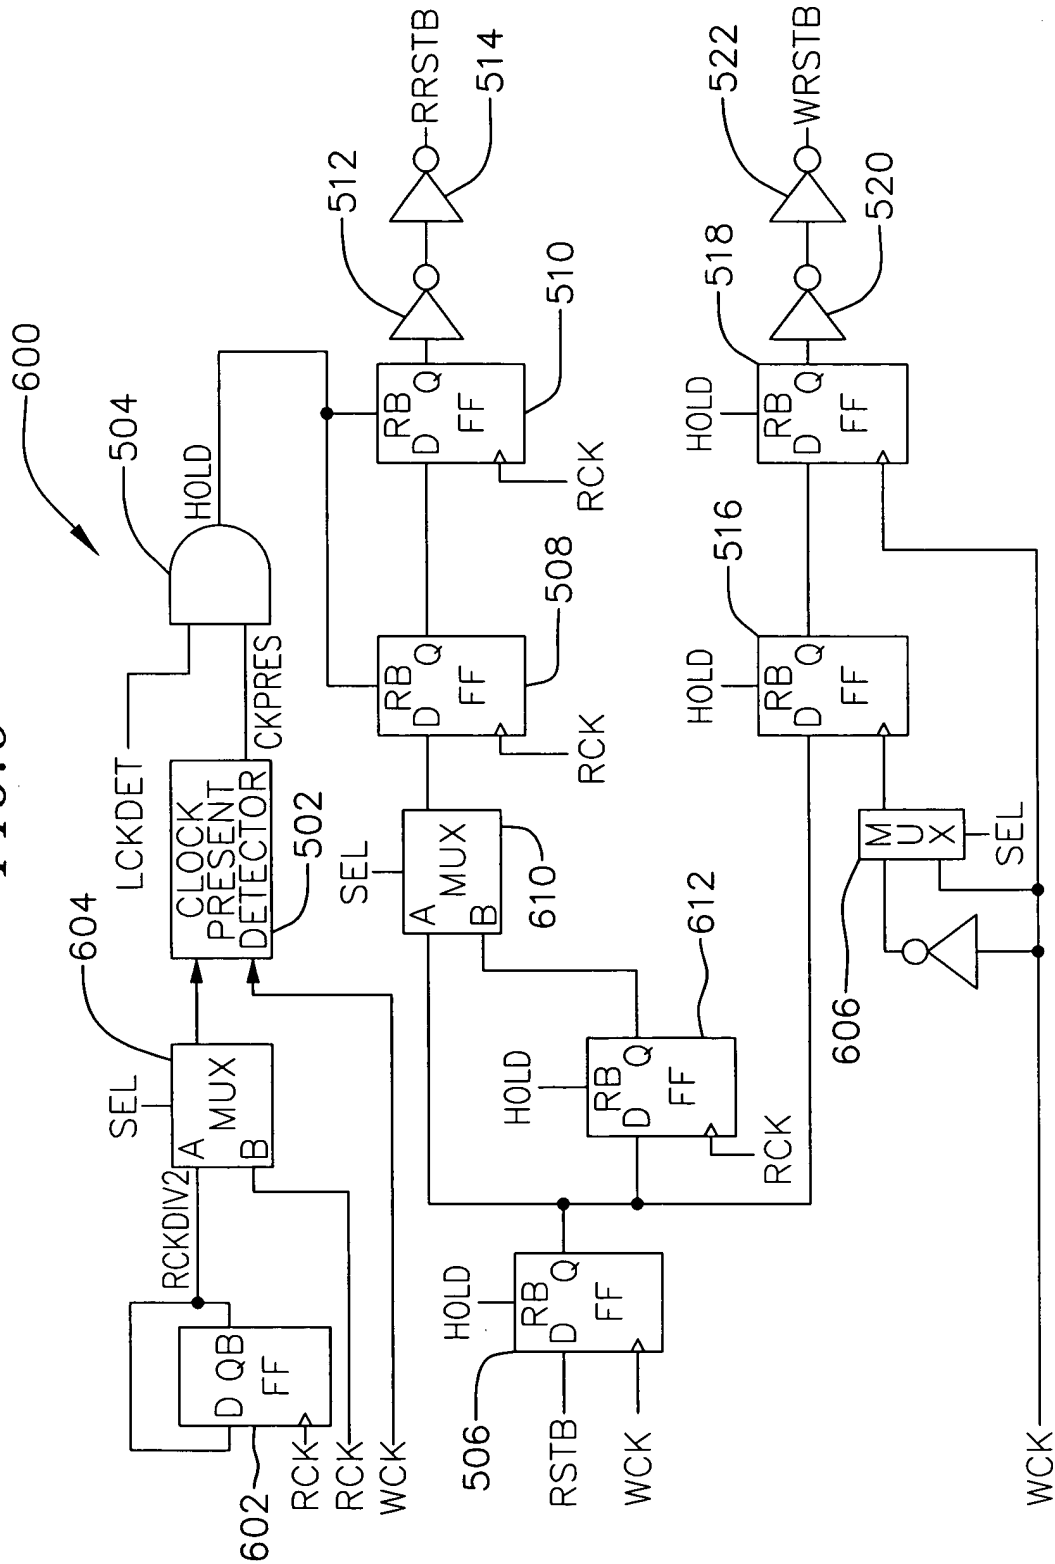 600
504
HOLD
LCKDET
CKPRES
604
CLOCK
PRESENT
DETECTOR
502
SEL
A
MUX
B
RCKDIV2
D QB
FF
602
RCK
RCK
WCK
512
RRSTB
514
RB
D Q
FF
510
RCK
RB
D Q
FF
508
RCK
SEL
A
MUX
B
610
HOLD
RB
D Q
FF
612
RCK
HOLD
RB
D Q
FF
506
RSTB
WCK
522
WRSTB
520
518
HOLD
RB
D Q
FF
516
HOLD
RB
D Q
FF
MUX
SEL
606
WCK